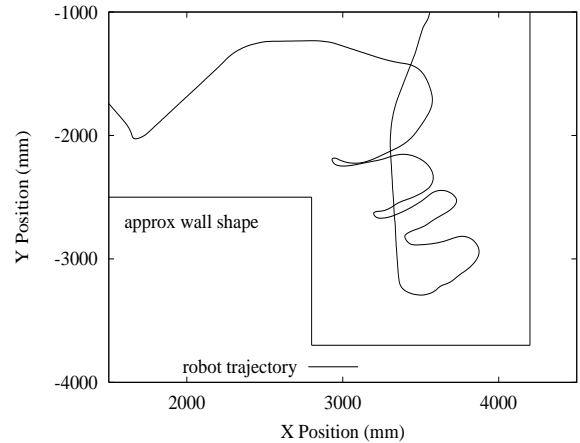 -1000
-2000
-3000
-4000
Y Position (mm)
approx wall shape
robot trajectory
2000 3000 4000
X Position (mm)